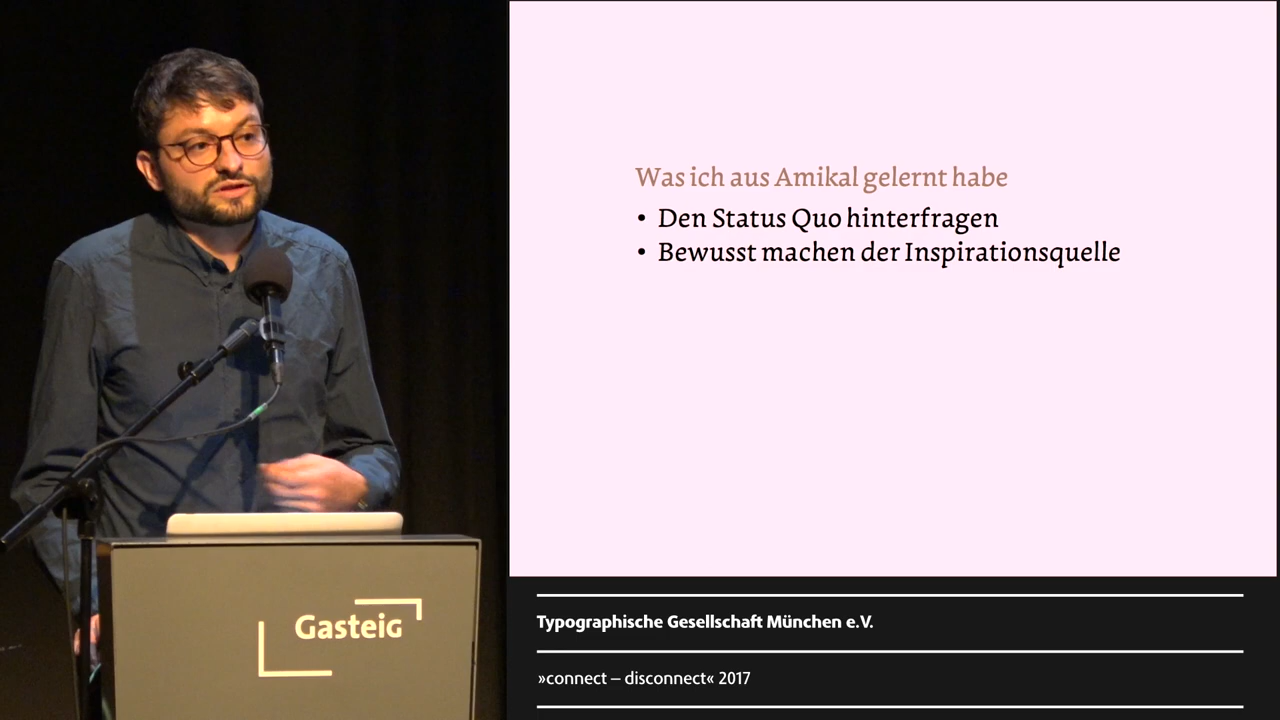 Was ich aus Amikal gelernt habe
• Den Status Quo hinterfragen
• Bewusst machen der Inspirationsquelle
Gasteig
Typographische Gesellschaft München e.V.
»connect – disconnect« 2017